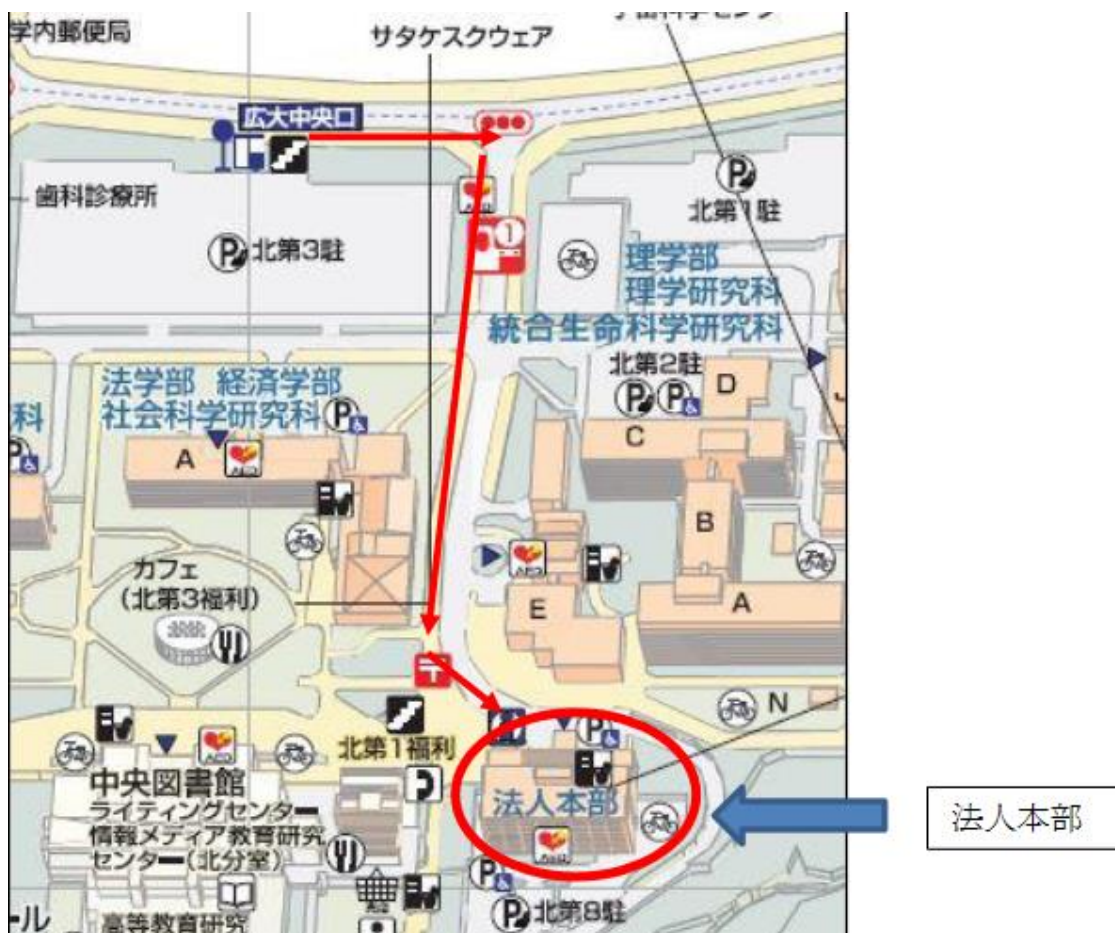 学内郵便局
サタケスクウェア
広大中央口
歯科診療所
北第3駐
北第1駐
1
理学部
理学研究科
統合生命科学研究科
北第2駐
D
C
J
法学部 経済学部
社会科学研究科
科
A
AED
B
カフェ
(北第3福利)
E
A
N
北第1福利
中央図書館
ライティングセンター
情報メディア教育研究
センター(北分室)
法人本部
法人本部
北第8駐
高等教育研究
ール